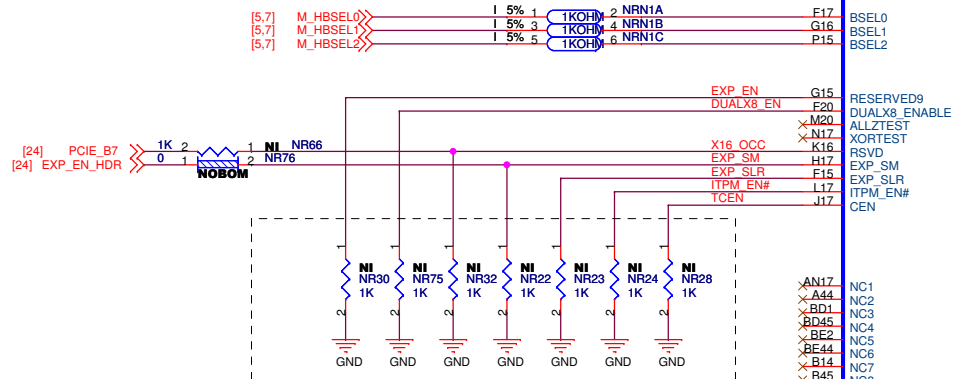 [5,7] M_HBSEL0 I 5% 1 1KOHM 2 NRN1A F17 BSEL0
[5,7] M_HBSEL1 I 5% 3 1KOHM 4 NRN1B G16 BSEL1
[5,7] M_HBSEL2 I 5% 5 1KOHM 6 NRN1C P15 BSEL2
EXP_EN G15 RESERVED9
DUALX8_EN F20 DUALX8_ENABLE
M20 ALLZTEST
N17 XORTEST
[24] PCIE_B7 1K 2 1 NI NR66 X16_OCC K16 RSVD
[24] EXP_EN_HDR 0 1 2 NR76 EXP_SM H17 EXP_SM
NOBOM
EXP_SLR F15 EXP_SLR
ITPM_EN# L17 ITPM_EN#
TCEN J17 CEN
1 1 1 1 1 1 1
NI NI NI NI NI NI NI
NR30 NR75 NR32 NR22 NR23 NR24 NR28
1K 1K 1K 1K 1K 1K 1K
2 2 2 2 2 2 2
GND GND GND GND GND GND GND
AN17 NC1
A44 NC2
BD1 NC3
BD45 NC4
BE2 NC5
BE44 NC6
B14 NC7
B45